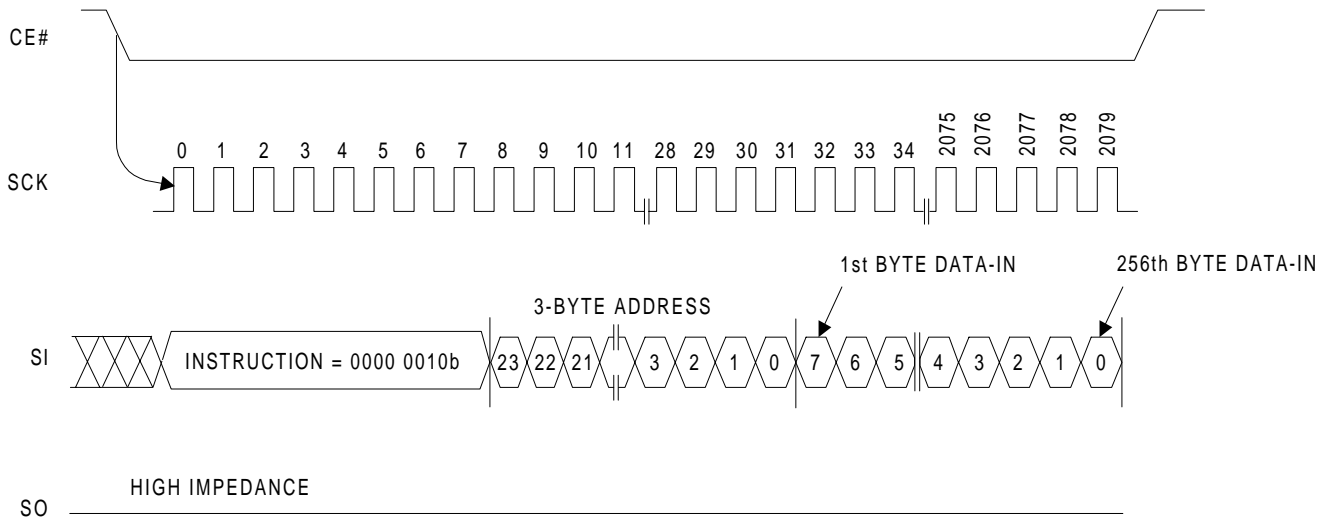 CE#
0 1 2 3 4 5 6 7 8 9 10 11 28 29 30 31 32 33 34 2075 2076 2077 2078 2079
SCK
1st BYTE DATA-IN 256th BYTE DATA-IN
3-BYTE ADDRESS
SI INSTRUCTION = 0000 0010b 23 22 21 3 2 1 0 7 6 5 4 3 2 1 0
HIGH IMPEDANCE
SO